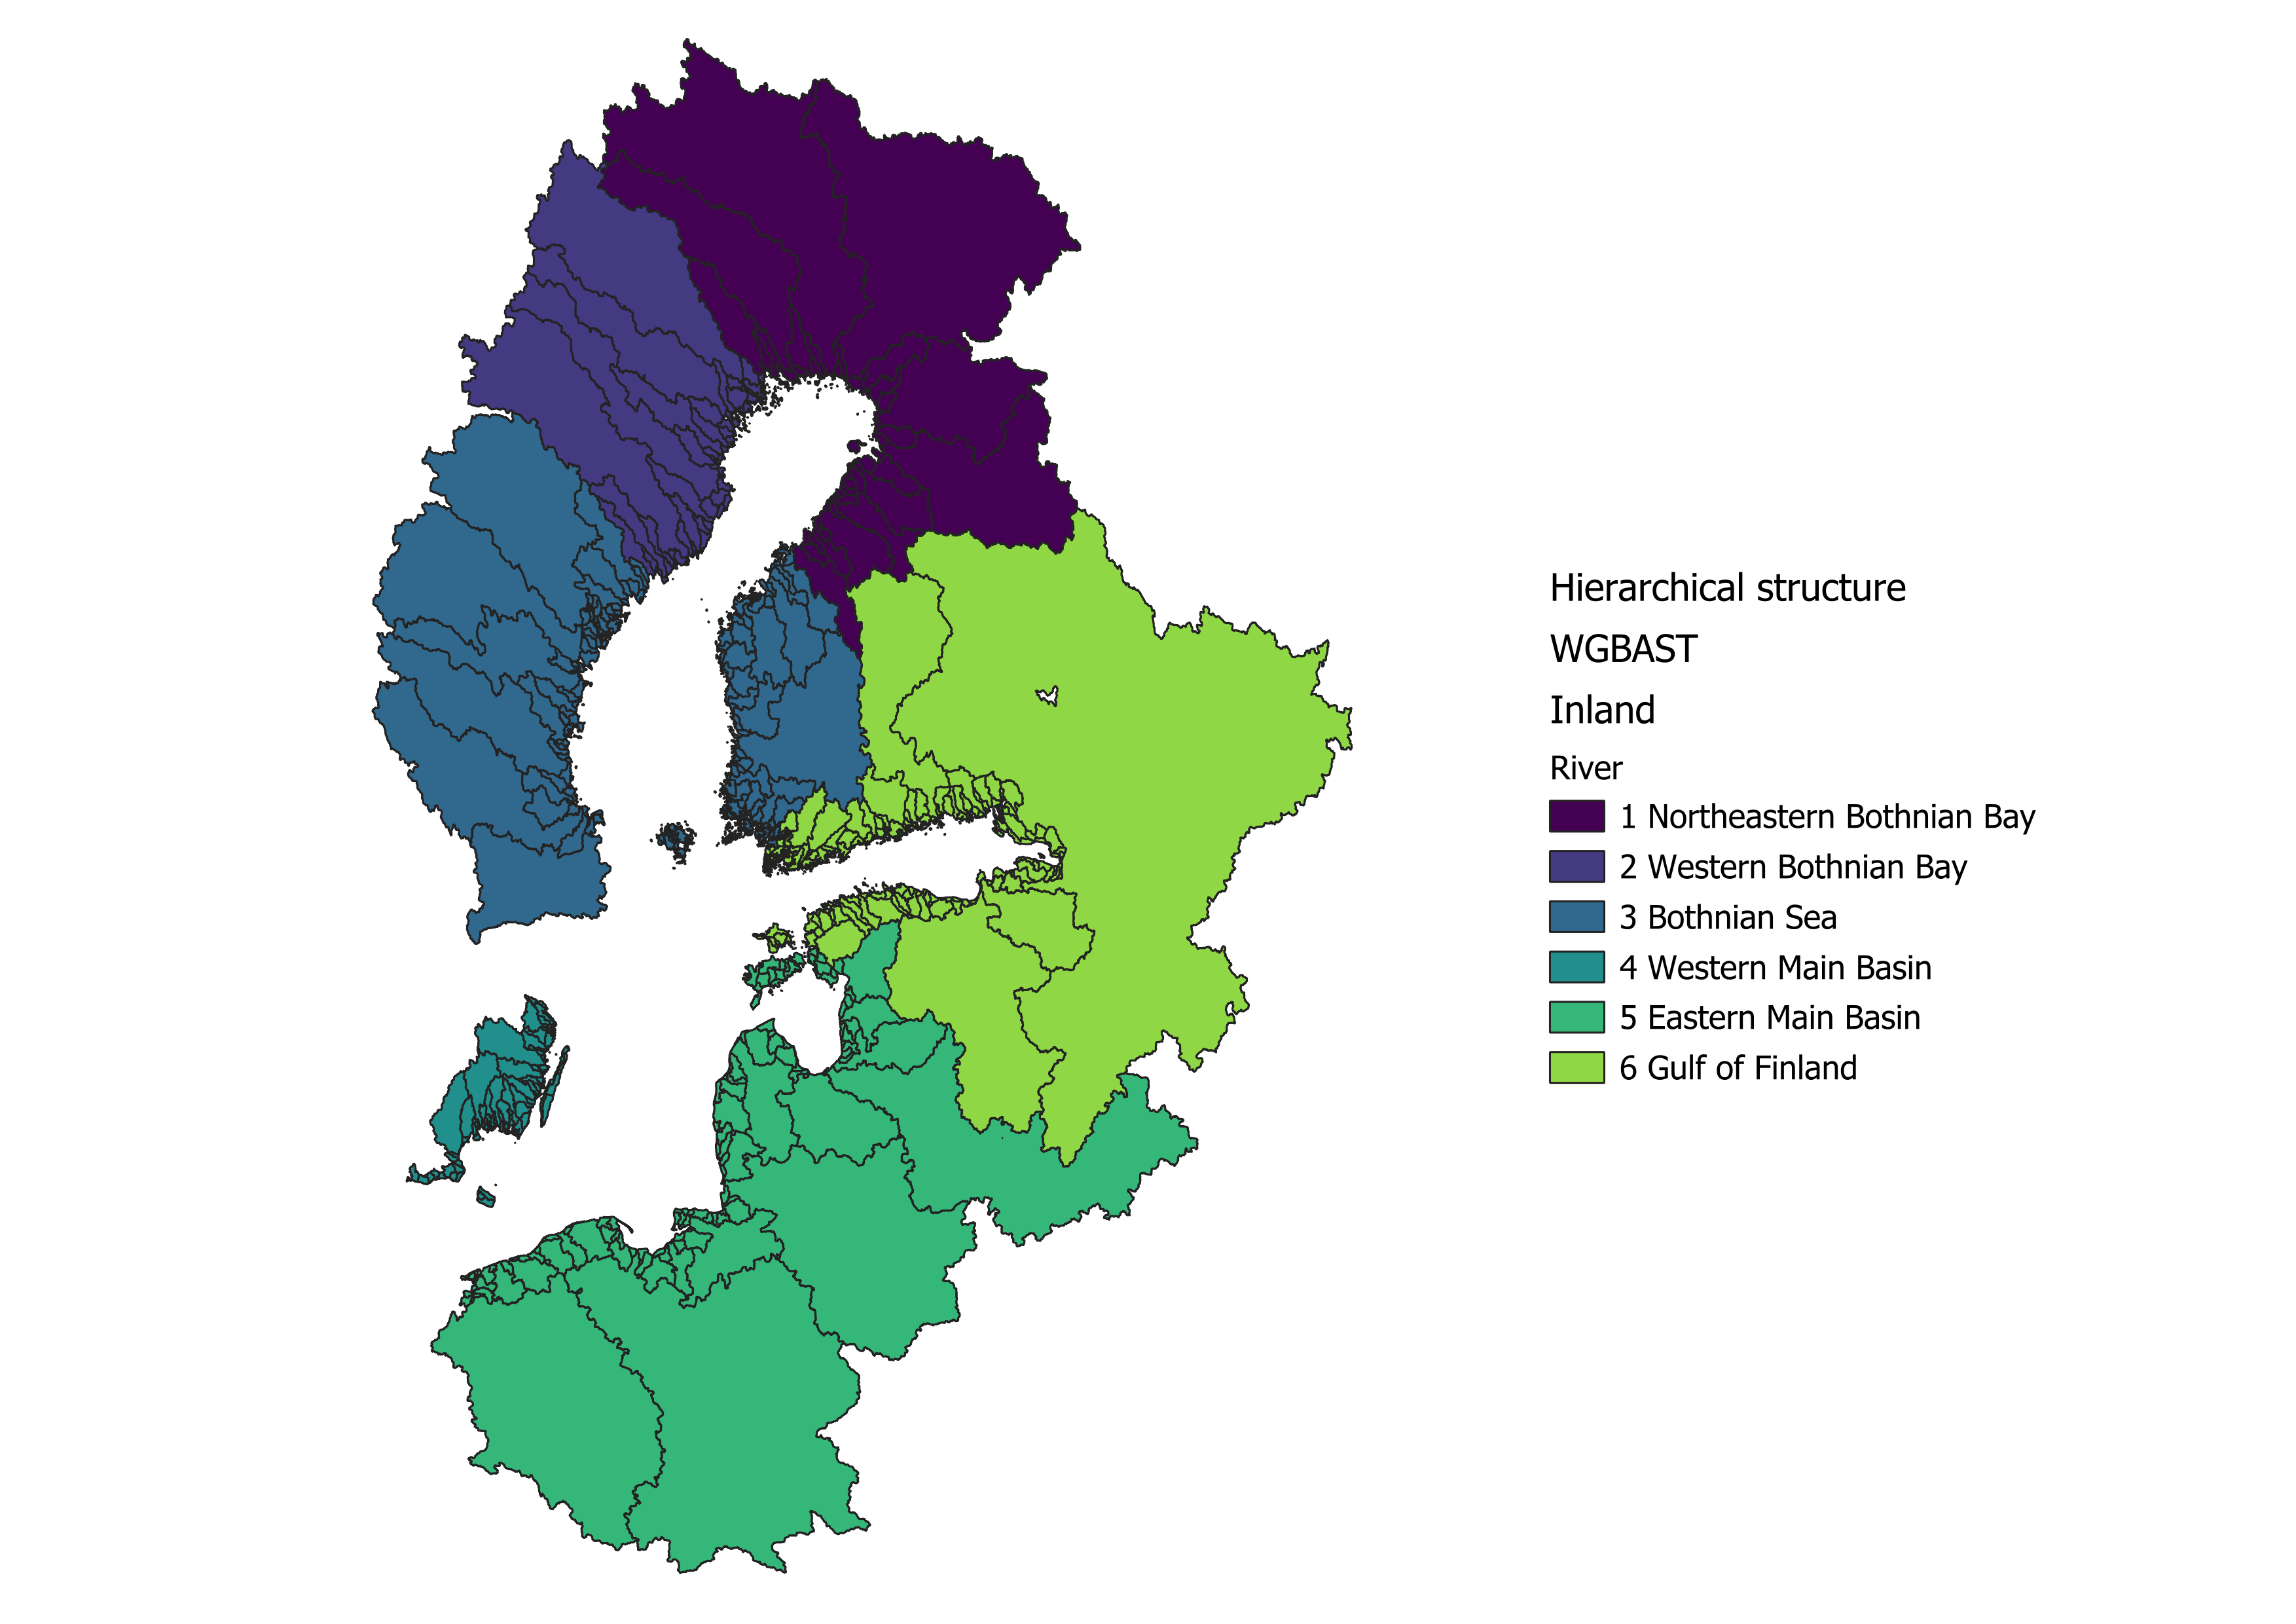 Hierarchical structure
WGBAST
Inland
River
1 Northeastern Bothnian Bay
2 Western Bothnian Bay
3 Bothnian Sea
4 Western Main Basin
5 Eastern Main Basin
6 Gulf of Finland